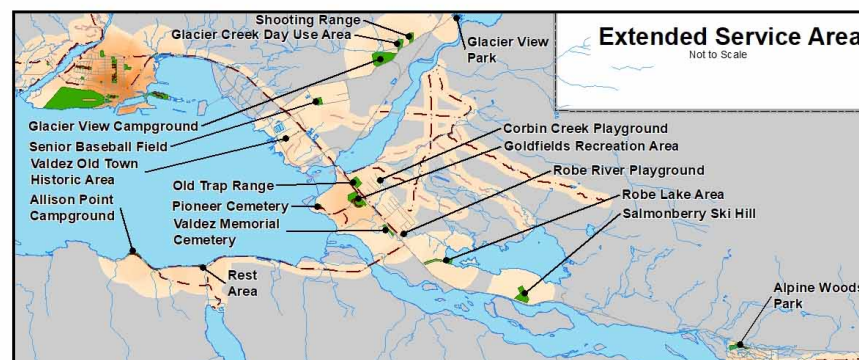 Shooting Range
Glacier Creek Day Use Area
Glacier View
Park
Extended Service Area
Not to Scale
Glacier View Campground
Senior Baseball Field
Valdez Old Town
Historic Area
Allison Point
Campground
Old Trap Range
Pioneer Cemetery
Valdez Memorial
Cemetery
Corbin Creek Playground
Goldfields Recreation Area
Robe River Playground
Robe Lake Area
Salmonberry Ski Hill
Rest
Area
Alpine Woods
Park